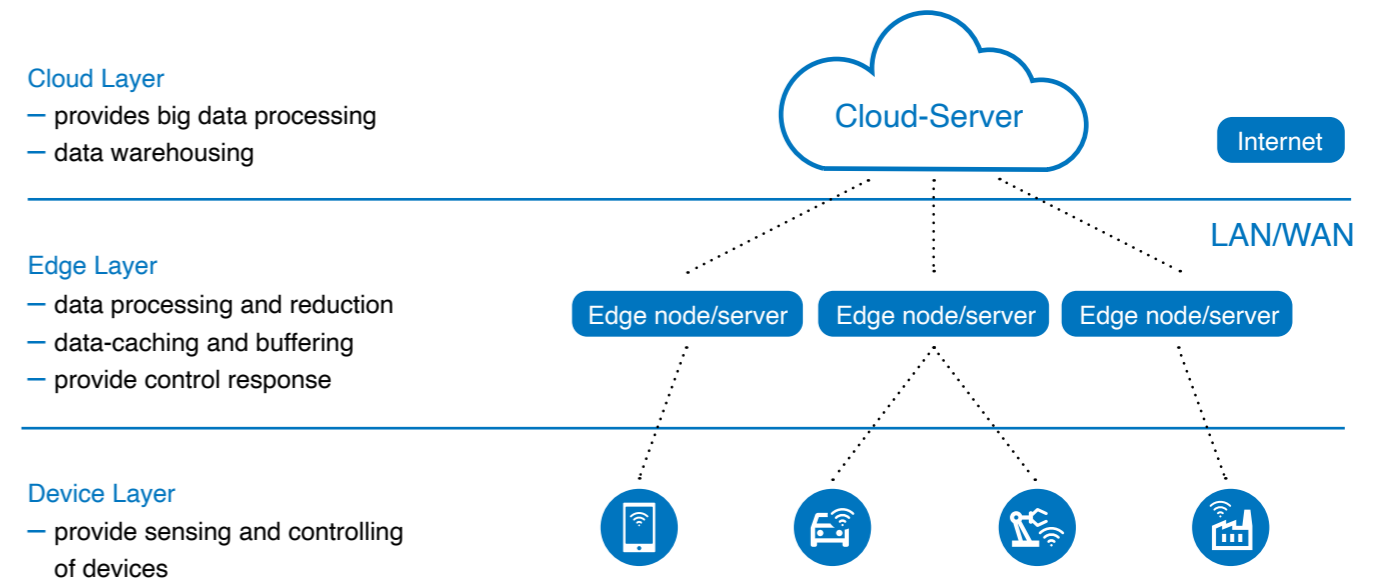 Cloud Layer
– provides big data processing
– data warehousing
Cloud-Server
Internet
LAN/WAN
Edge Layer
– data processing and reduction
– data-caching and buffering
– provide control response
Edge node/server
Edge node/server
Edge node/server
Device Layer
– provide sensing and controlling
of devices